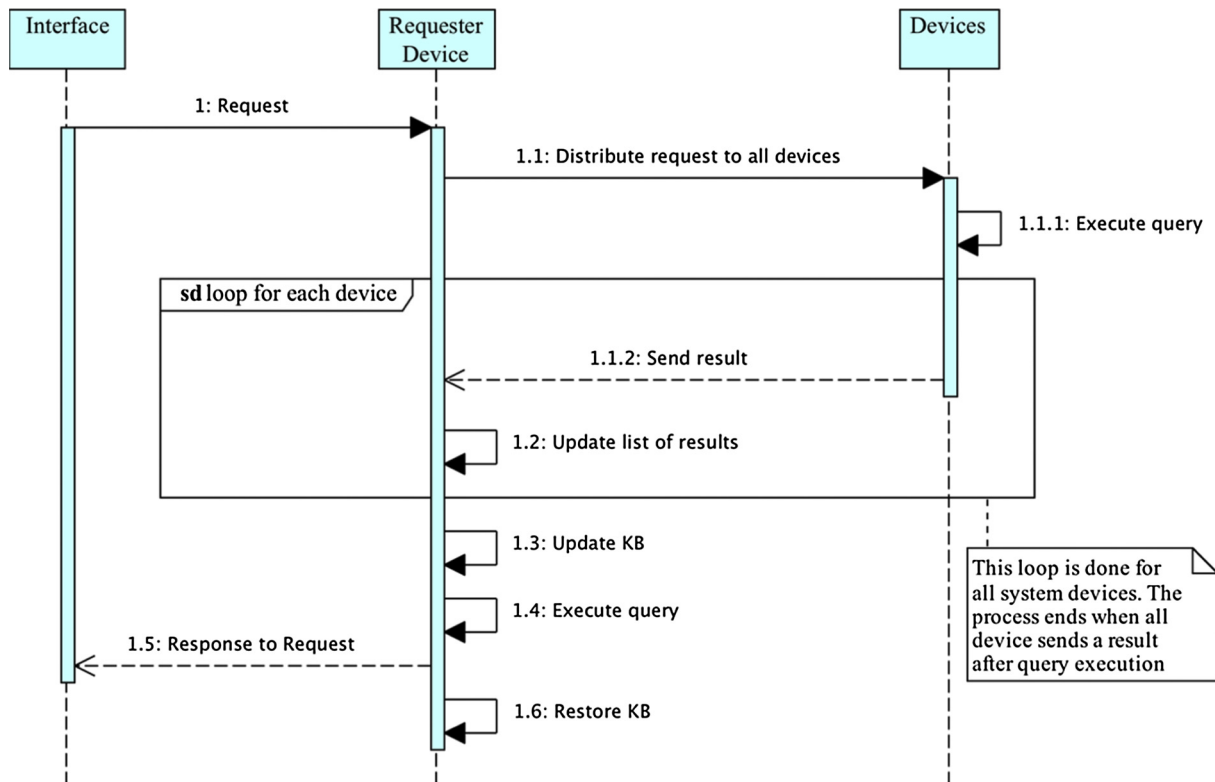 Interface
Requester
Device
Devices
1: Request
1.1: Distribute request to all devices
1.1.1: Execute query
sd loop for each device
1.1.2: Send result
1.2: Update list of results
1.3: Update KB
This loop is done for
all system devices. The
process ends when all
device sends a result
after query execution
1.4: Execute query
1.5: Response to Request
1.6: Restore KB